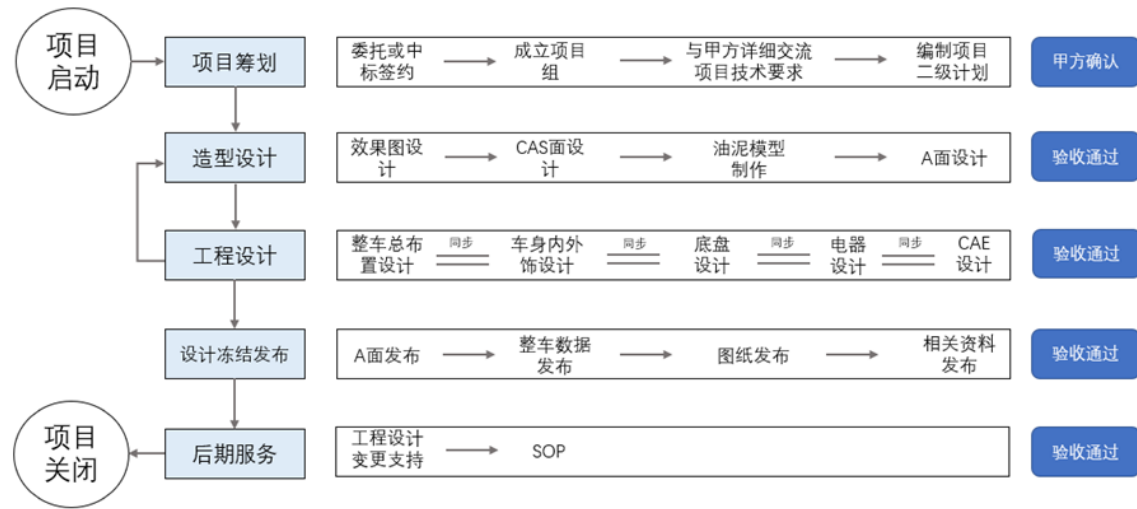 项目
启动
项目筹划
委托或中
标签约
成立项目
组
与甲方详细交流
项目技术要求
编制项目
二级计划
甲方确认
造型设计
效果图设
计
CAS面设
计
油泥模型
制作
A面设计
验收通过
工程设计
整车总布
置设计
同步
车身内外
饰设计
同步
底盘
设计
同步
电器
设计
同步
CAE
设计
验收通过
设计冻结发布
A面发布
整车数据
发布
图纸发布
相关资料
发布
验收通过
项目
关闭
后期服务
工程设计
变更支持
SOP
验收通过